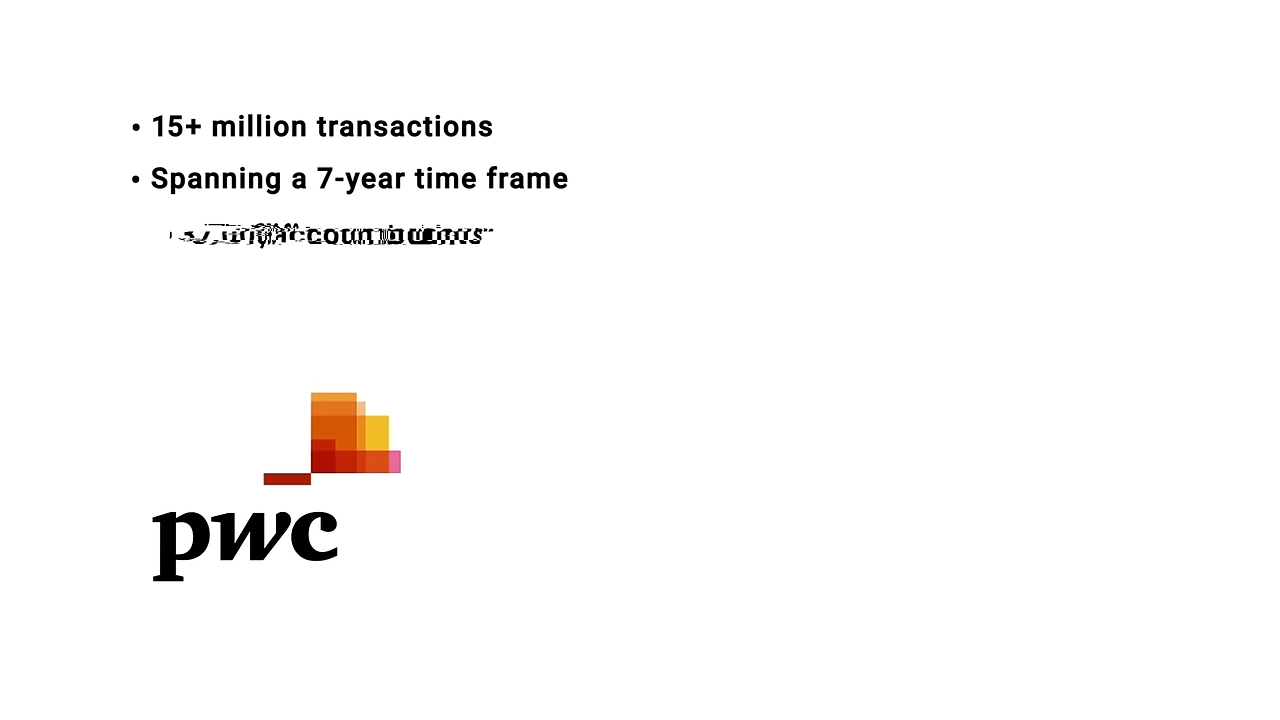 • 15+ million transactions
• Spanning a 7-year time frame
pwc